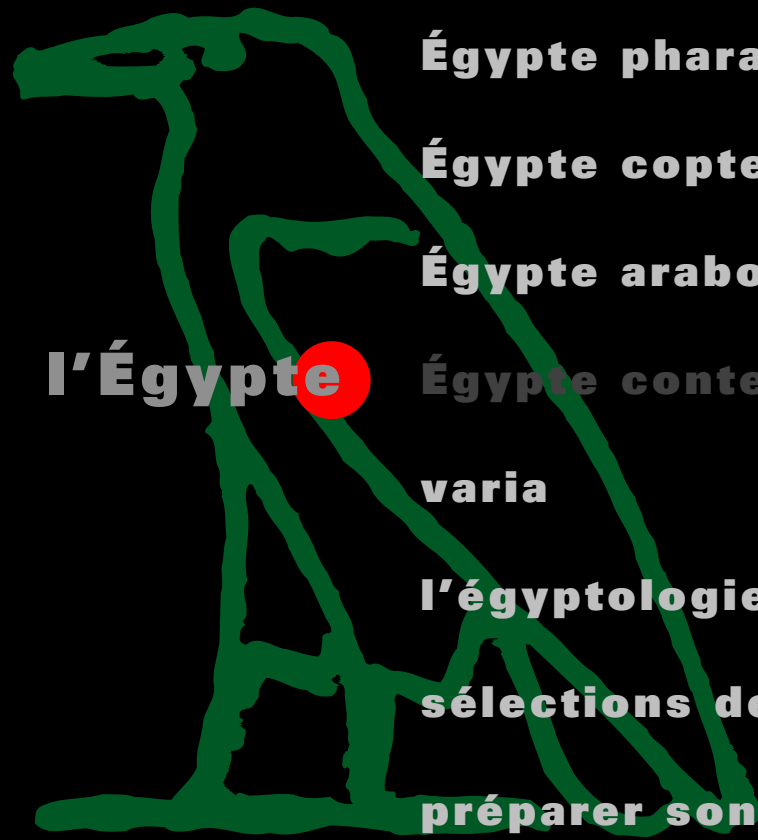 Égypte phara
Égypte copte
Égypte arabo
l’Égypte
Égypte conte
varia
l’égyptologie
sélections de
préparer son